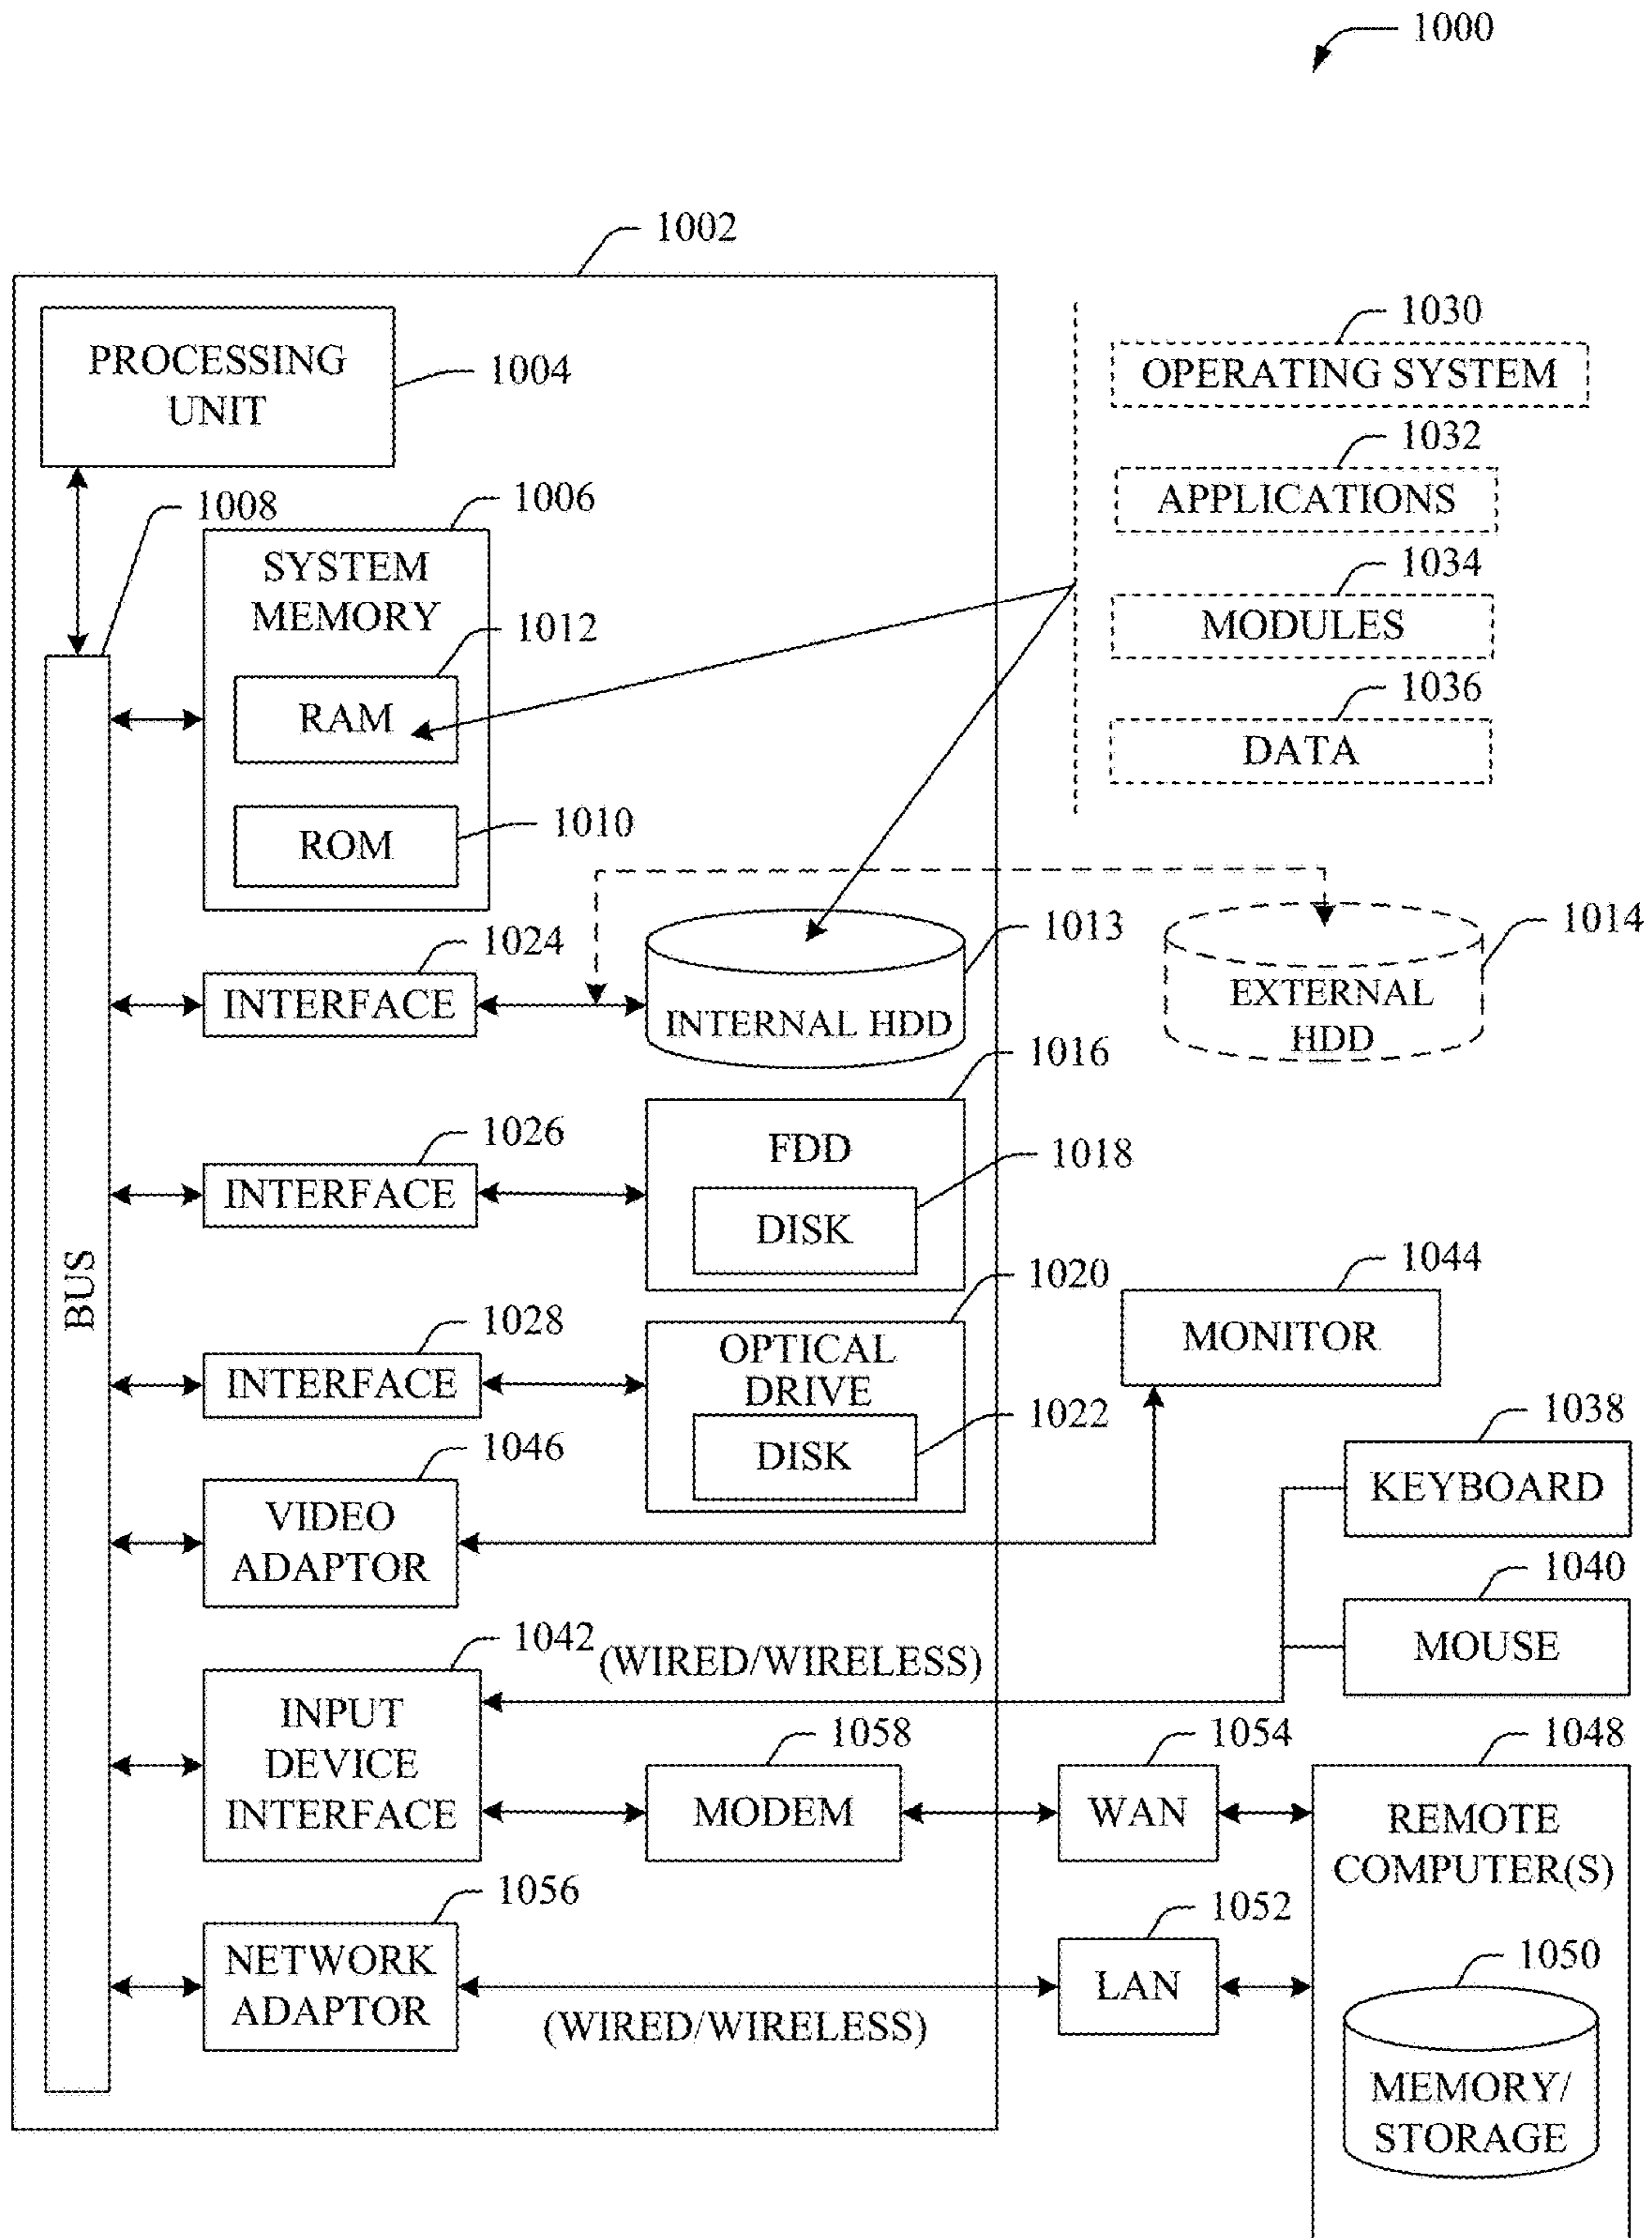 1000
1002
PROCESSING
UNIT
1004
1030
OPERATING SYSTEM
1032
APPLICATIONS
1034
MODULES
1036
DATA
1008
1006
SYSTEM
MEMORY
1012
RAM
1010
ROM
1024
INTERFACE
1013
INTERNAL HDD
1014
EXTERNAL
HDD
1026
INTERFACE
1016
FDD
1018
DISK
BUS
1028
INTERFACE
1020
OPTICAL
DRIVE
1022
DISK
1044
MONITOR
1046
VIDEO
ADAPTOR
1038
KEYBOARD
1040
MOUSE
1042
(WIRED/WIRELESS)
INPUT
DEVICE
INTERFACE
1058
MODEM
1054
WAN
1048
REMOTE
COMPUTER(S)
1056
NETWORK
ADAPTOR
(WIRED/WIRELESS)
1052
LAN
1050
MEMORY/
STORAGE